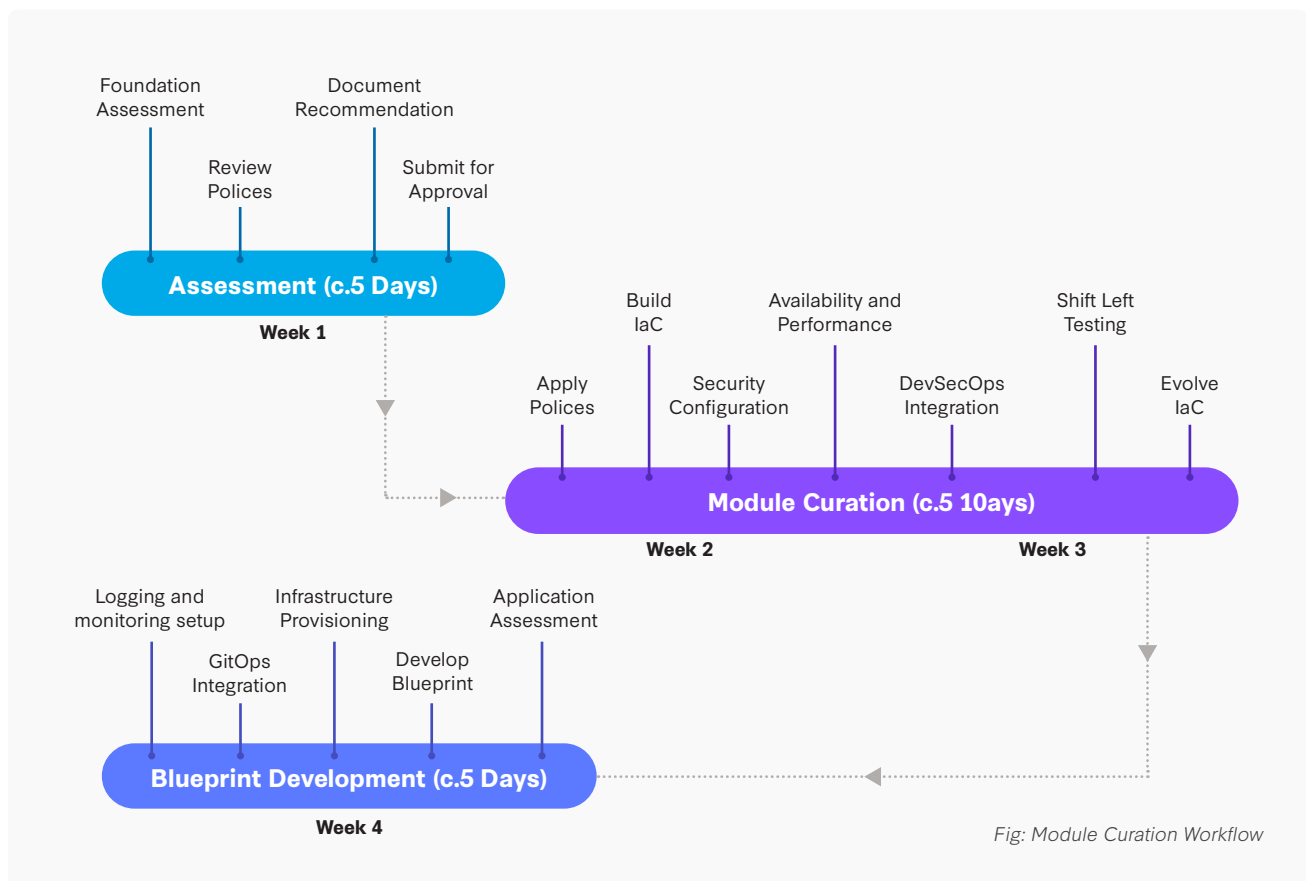 Foundation
Assessment
Document
Recommendation
Review
Polices
Submit for
Approval
Assessment (c.5 Days)
Week 1
Build
IaC
Availability and
Performance
Shift Left
Testing
Apply
Polices
Security
Configuration
DevSecOps
Integration
Evolve
IaC
Module Curation (c.5 10ays)
Week 2
Week 3
Logging and
monitoring setup
Infrastructure
Provisioning
Application
Assessment
GitOps
Integration
Develop
Blueprint
Blueprint Development (c.5 Days)
Week 4
Fig: Module Curation Workflow